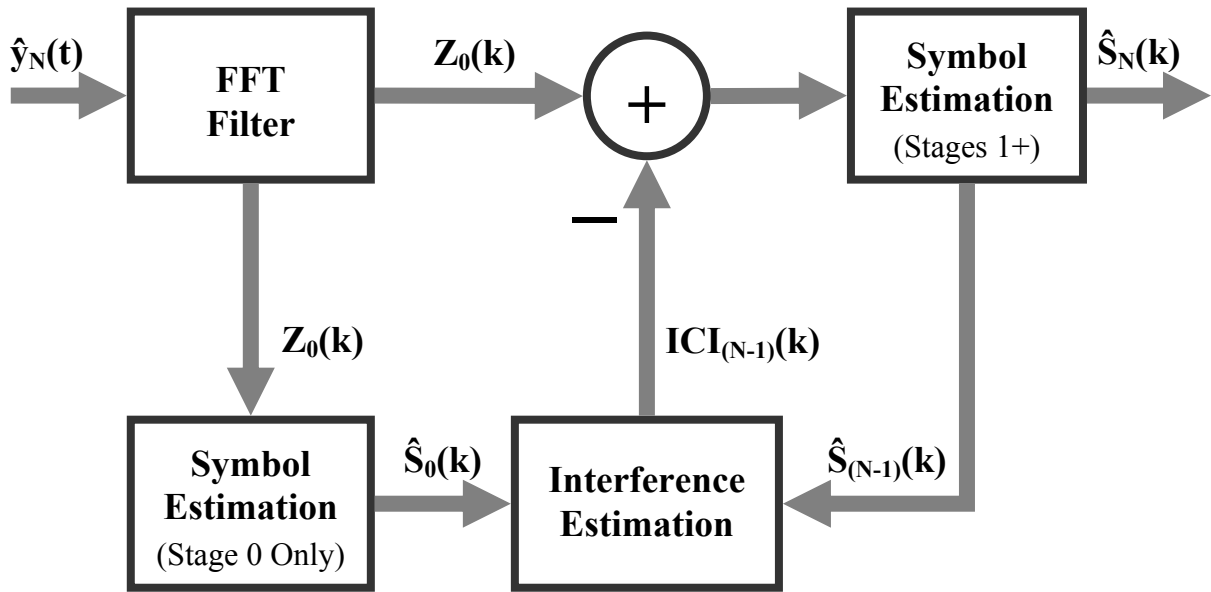 ŷN(t)
FFT
Filter
Z0(k)
+
Symbol
Estimation
(Stages 1+)
ŜN(k)
−
Z0(k)
ICI(N-1)(k)
Symbol
Estimation
(Stage 0 Only)
Ŝ0(k)
Interference
Estimation
Ŝ(N-1)(k)